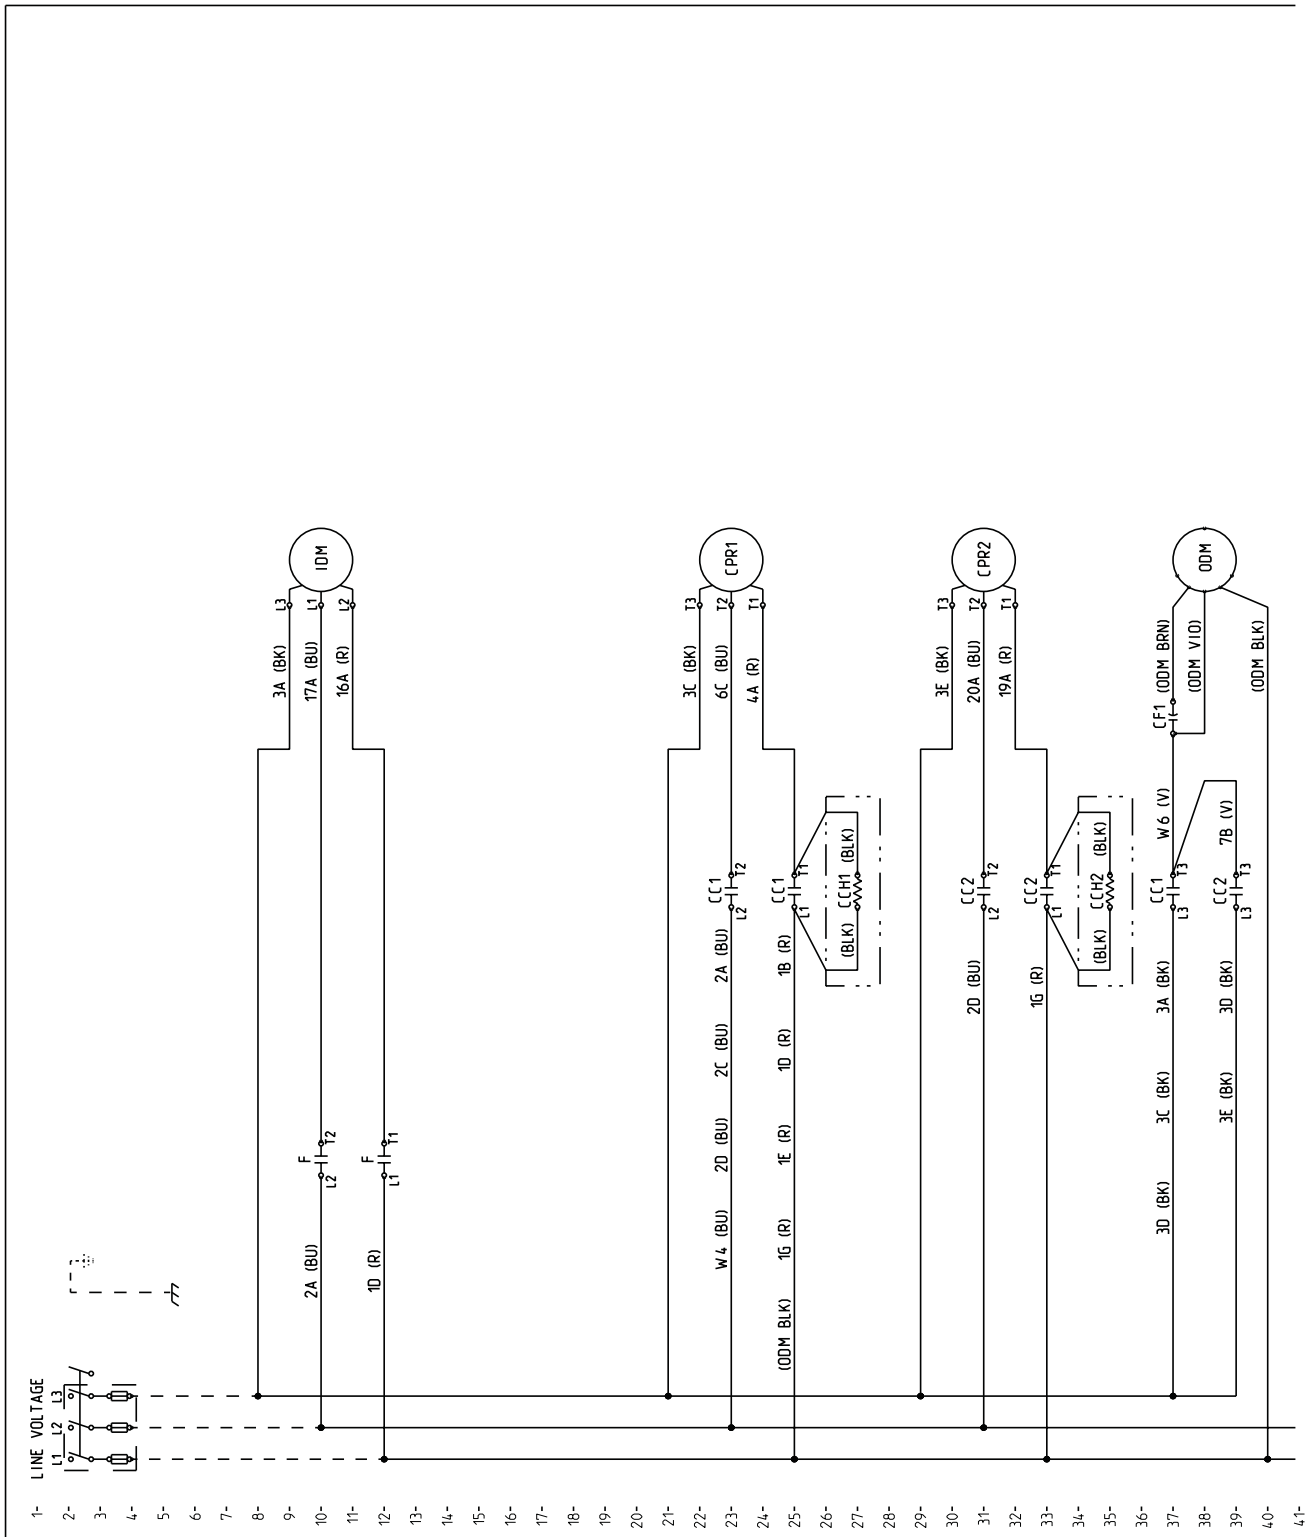 LINE VOLTAGE
L1 L2 L3
1-
2-
3-
4-
5-
6-
7-
8-
9-
10-
11-
12-
13-
14-
15-
16-
17-
18-
19-
20-
21-
22-
23-
24-
25-
26-
27-
28-
29-
30-
31-
32-
33-
34-
35-
36-
37-
38-
39-
40-
41-
3A (BK) L3
2A (BU) L2 F T2 17A (BU) L1 IDM
16A (R) L2
1D (R) L1 F T1
3C (BK) T3
W4 (BU) 2D (BU) 2C (BU) 2A (BU) L2 CC1 T2 6C (BU) T2 CPR1
4A (R) T1
(ODM BLK) 1G (R) 1E (R) 1D (R) 1B (R) L1 CC1 T1
(BLK) CCH1 (BLK)
3E (BK) T3
2D (BU) L2 CC2 T2 20A (BU) T2 CPR2
19A (R) T1
1G (R) L1 CC2 T1
(BLK) CCH2 (BLK)
3D (BK) 3C (BK) 3A (BK) L3 CC1 T3 W6 (V) CF1 (ODM BRN)
(ODM VIO) ODM
3E (BK) 3D (BK) L3 CC2 T3 7B (V)
(ODM BLK)